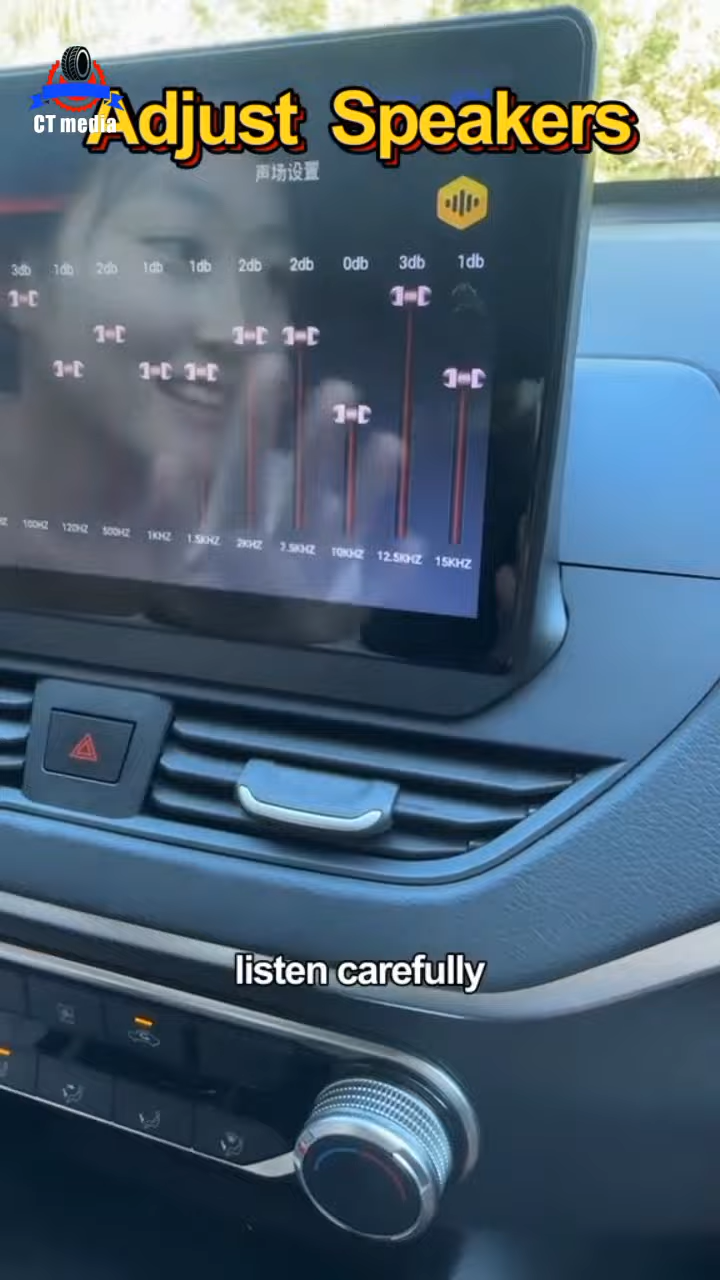 Adjust Speakers
CT media
声场设置
3db 1db 2db 1db 1db 2db 2db 0db 3db 1db
100HZ 120HZ 500HZ 1KHZ 1.5KHZ 2KHZ 2.5KHZ 10KHZ 12.5KHZ 15KHZ
listen carefully